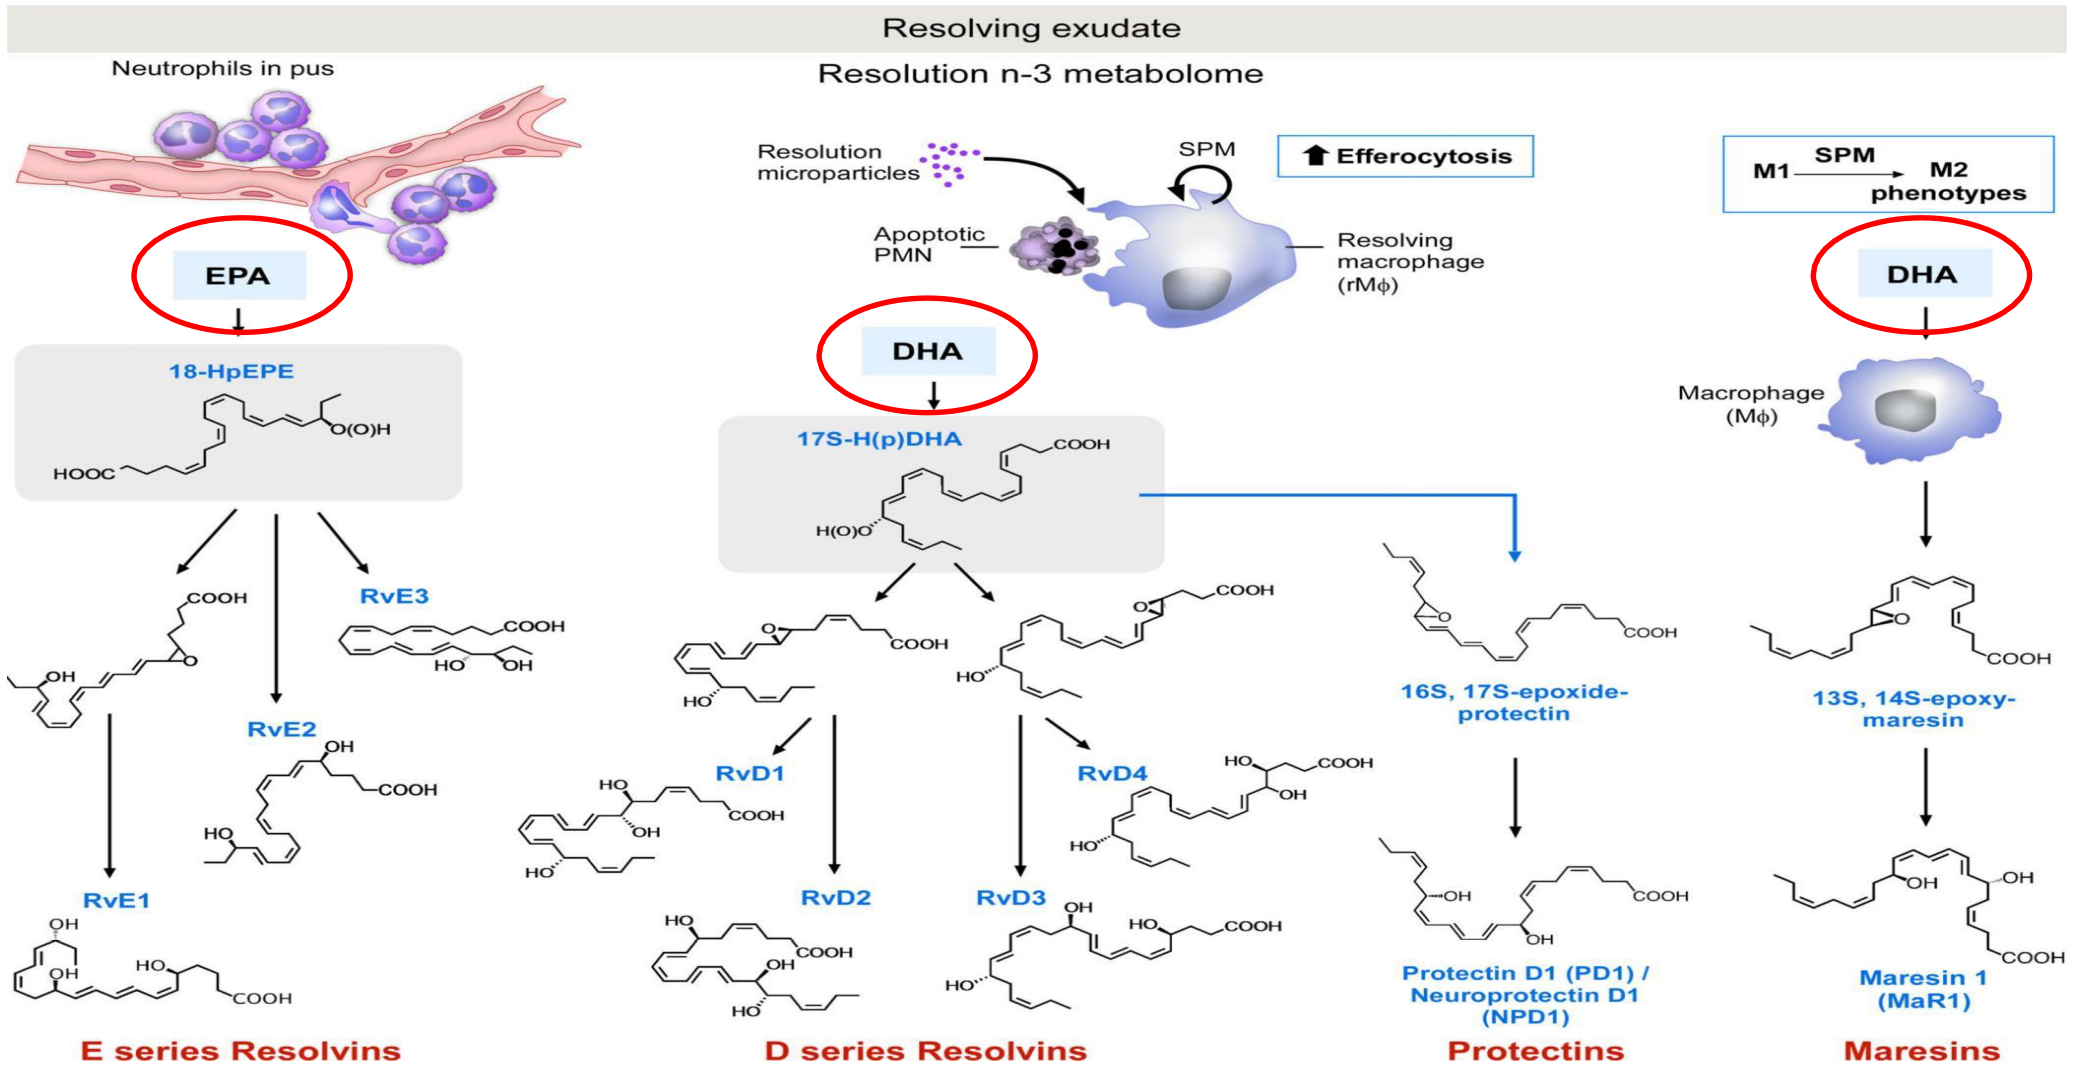 Resolving exudate
Neutrophils in pus
Resolution n-3 metabolome
Resolution
microparticles
SPM
Efferocytosis
Apoptotic
PMN
Resolving
macrophage
(rMϕ)
SPM
M1
M2
phenotypes
EPA
18-HpEPE
O(O)H
HOOC
DHA
17S-H(p)DHA
COOH
H(O)O
DHA
Macrophage
(Mϕ)
COOH
O
OH
RvE3
COOH
HO
OH
RvE2
OH
COOH
HO
RvE1
OH
OH
HO
COOH
E series Resolvins
O
COOH
HO
O
COOH
HO
RvD1
HO
COOH
OH
HO
RvD2
HO
COOH
OH
HO
RvD3
OH
HO
COOH
HO
RvD4
HO
COOH
OH
HO
D series Resolvins
O
COOH
16S, 17S-epoxide-
protectin
OH
COOH
OH
Protectin D1 (PD1) /
Neuroprotectin D1
(NPD1)
Protectins
O
COOH
13S, 14S-epoxy-
maresin
OH
OH
COOH
Maresin 1
(MaR1)
Maresins